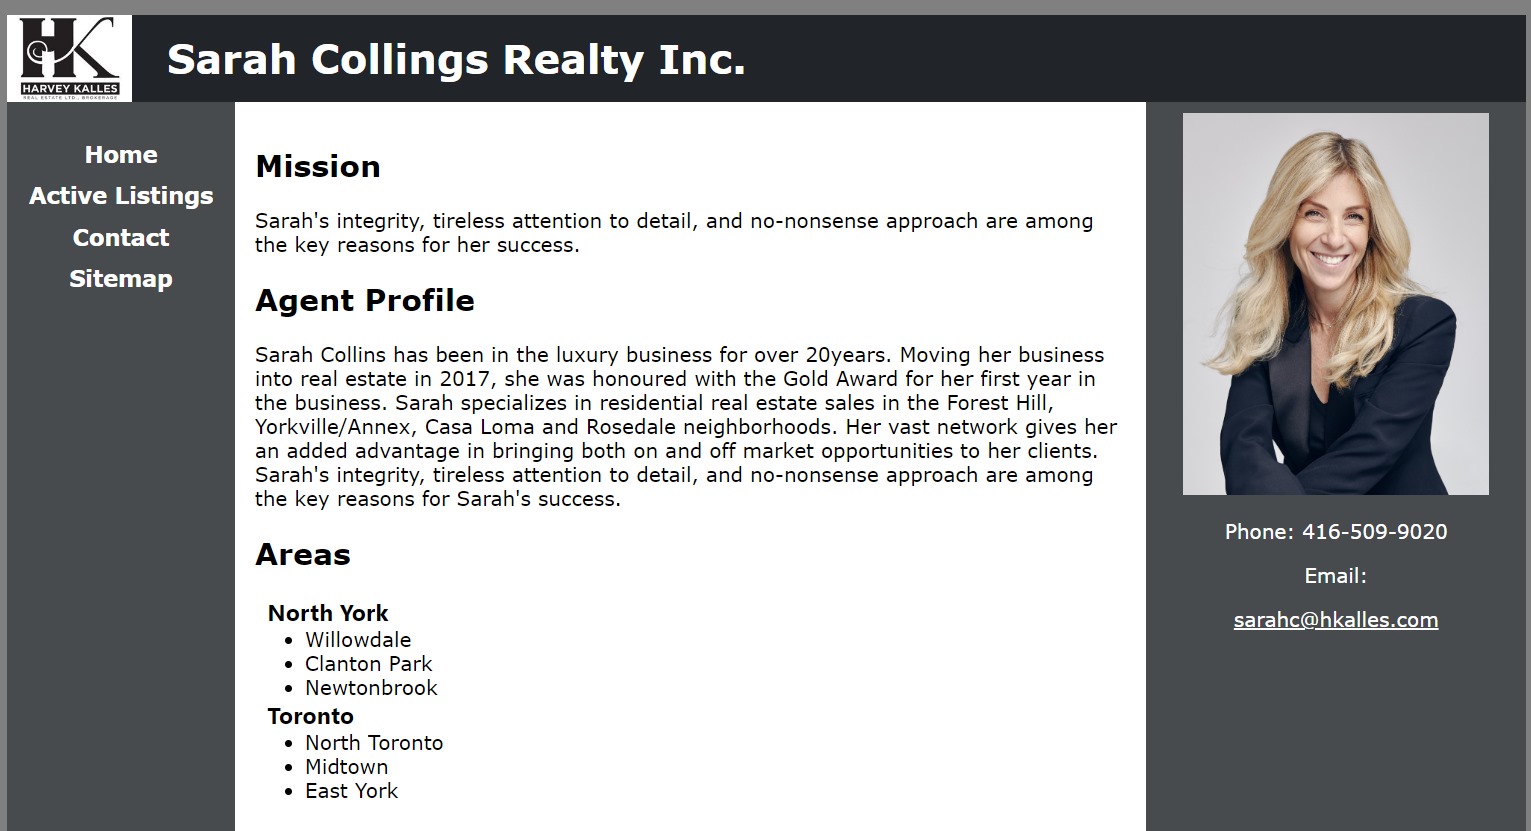 HK
HARVEY KALLES
REAL ESTATE LTD., BROKERAGE
Sarah Collings Realty Inc.
Home
Active Listings
Contact
Sitemap
Mission
Sarah's integrity, tireless attention to detail, and no-nonsense approach are among
the key reasons for her success.
Agent Profile
Sarah Collins has been in the luxury business for over 20years. Moving her business
into real estate in 2017, she was honoured with the Gold Award for her first year in
the business. Sarah specializes in residential real estate sales in the Forest Hill,
Yorkville/Annex, Casa Loma and Rosedale neighborhoods. Her vast network gives her
an added advantage in bringing both on and off market opportunities to her clients.
Sarah's integrity, tireless attention to detail, and no-nonsense approach are among
the key reasons for Sarah's success.
Areas
North York
• Willowdale
• Clanton Park
• Newtonbrook
Toronto
• North Toronto
• Midtown
• East York
Phone: 416-509-9020
Email:
sarahc@hkalles.com